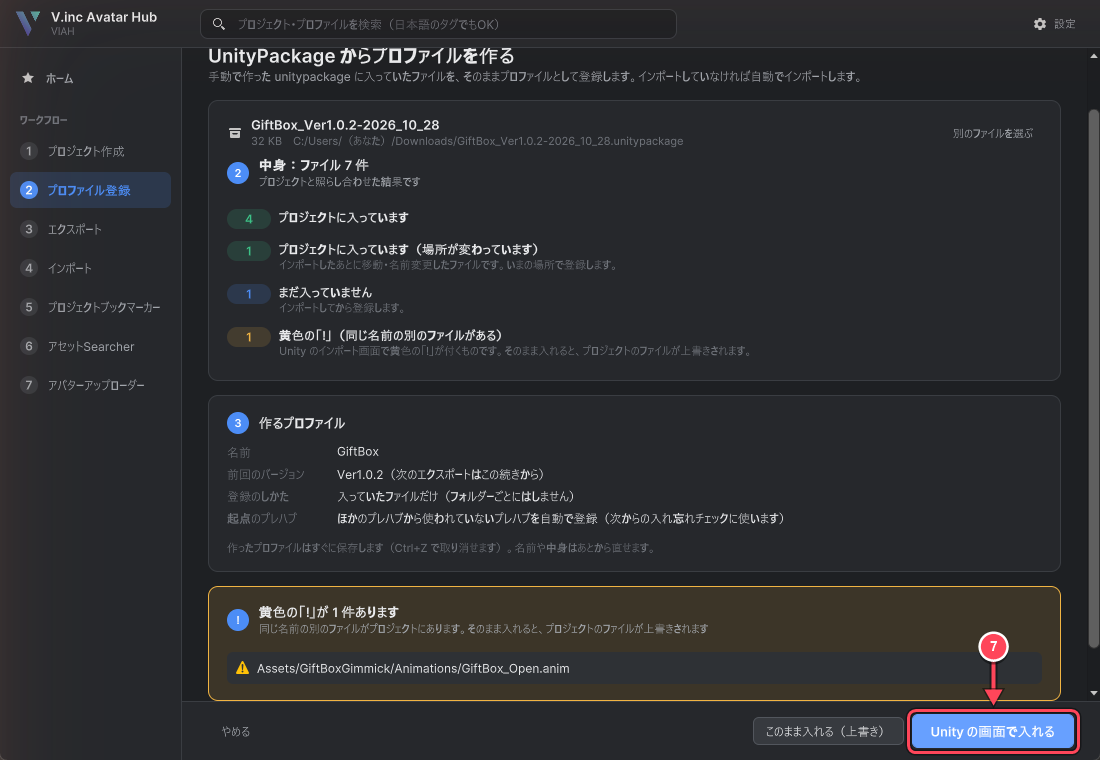 V.inc Avatar Hub
VIAH
プロジェクト・プロファイルを検索（日本語のタグでもOK）
設定
ホーム
ワークフロー
1 プロジェクト作成
2 プロファイル登録
3 エクスポート
4 インポート
5 プロジェクトブックマーカー
6 アセットSearcher
7 アバターアップローダー
UnityPackage からプロファイルを作る
手動で作った unitypackage に入っていたファイルを、そのままプロファイルとして登録します。インポートしていなければ自動でインポートします。
GiftBox_Ver1.0.2-2026_10_28
32 KB C:/Users/（あなた）/Downloads/GiftBox_Ver1.0.2-2026_10_28.unitypackage
別のファイルを選ぶ
2 中身：ファイル 7 件
プロジェクトと照らし合わせた結果です
4 プロジェクトに入っています
1 プロジェクトに入っています（場所が変わっています）
インポートしたあとに移動・名前変更したファイルです。いまの場所で登録します。
1 まだ入っていません
インポートしてから登録します。
1 黄色の「!」（同じ名前の別のファイルがある）
Unity のインポート画面で黄色の「!」が付くものです。そのまま入れると、プロジェクトのファイルが上書きされます。
3 作るプロファイル
名前 GiftBox
前回のバージョン Ver1.0.2（次のエクスポートはこの続きから）
登録のしかた 入っていたファイルだけ（フォルダーごとにはしません）
起点のプレハブ ほかのプレハブから使われていないプレハブを自動で登録（次からの入れ忘れチェックに使います）
作ったプロファイルはすぐに保存します（Ctrl+Z で取り消せます）。名前や中身はあとから直せます。
! 黄色の「!」が 1 件あります
同じ名前の別のファイルがプロジェクトにあります。そのまま入れると、プロジェクトのファイルが上書きされます
Assets/GiftBoxGimmick/Animations/GiftBox_Open.anim
7
やめる
このまま入れる（上書き）
Unity の画面で入れる